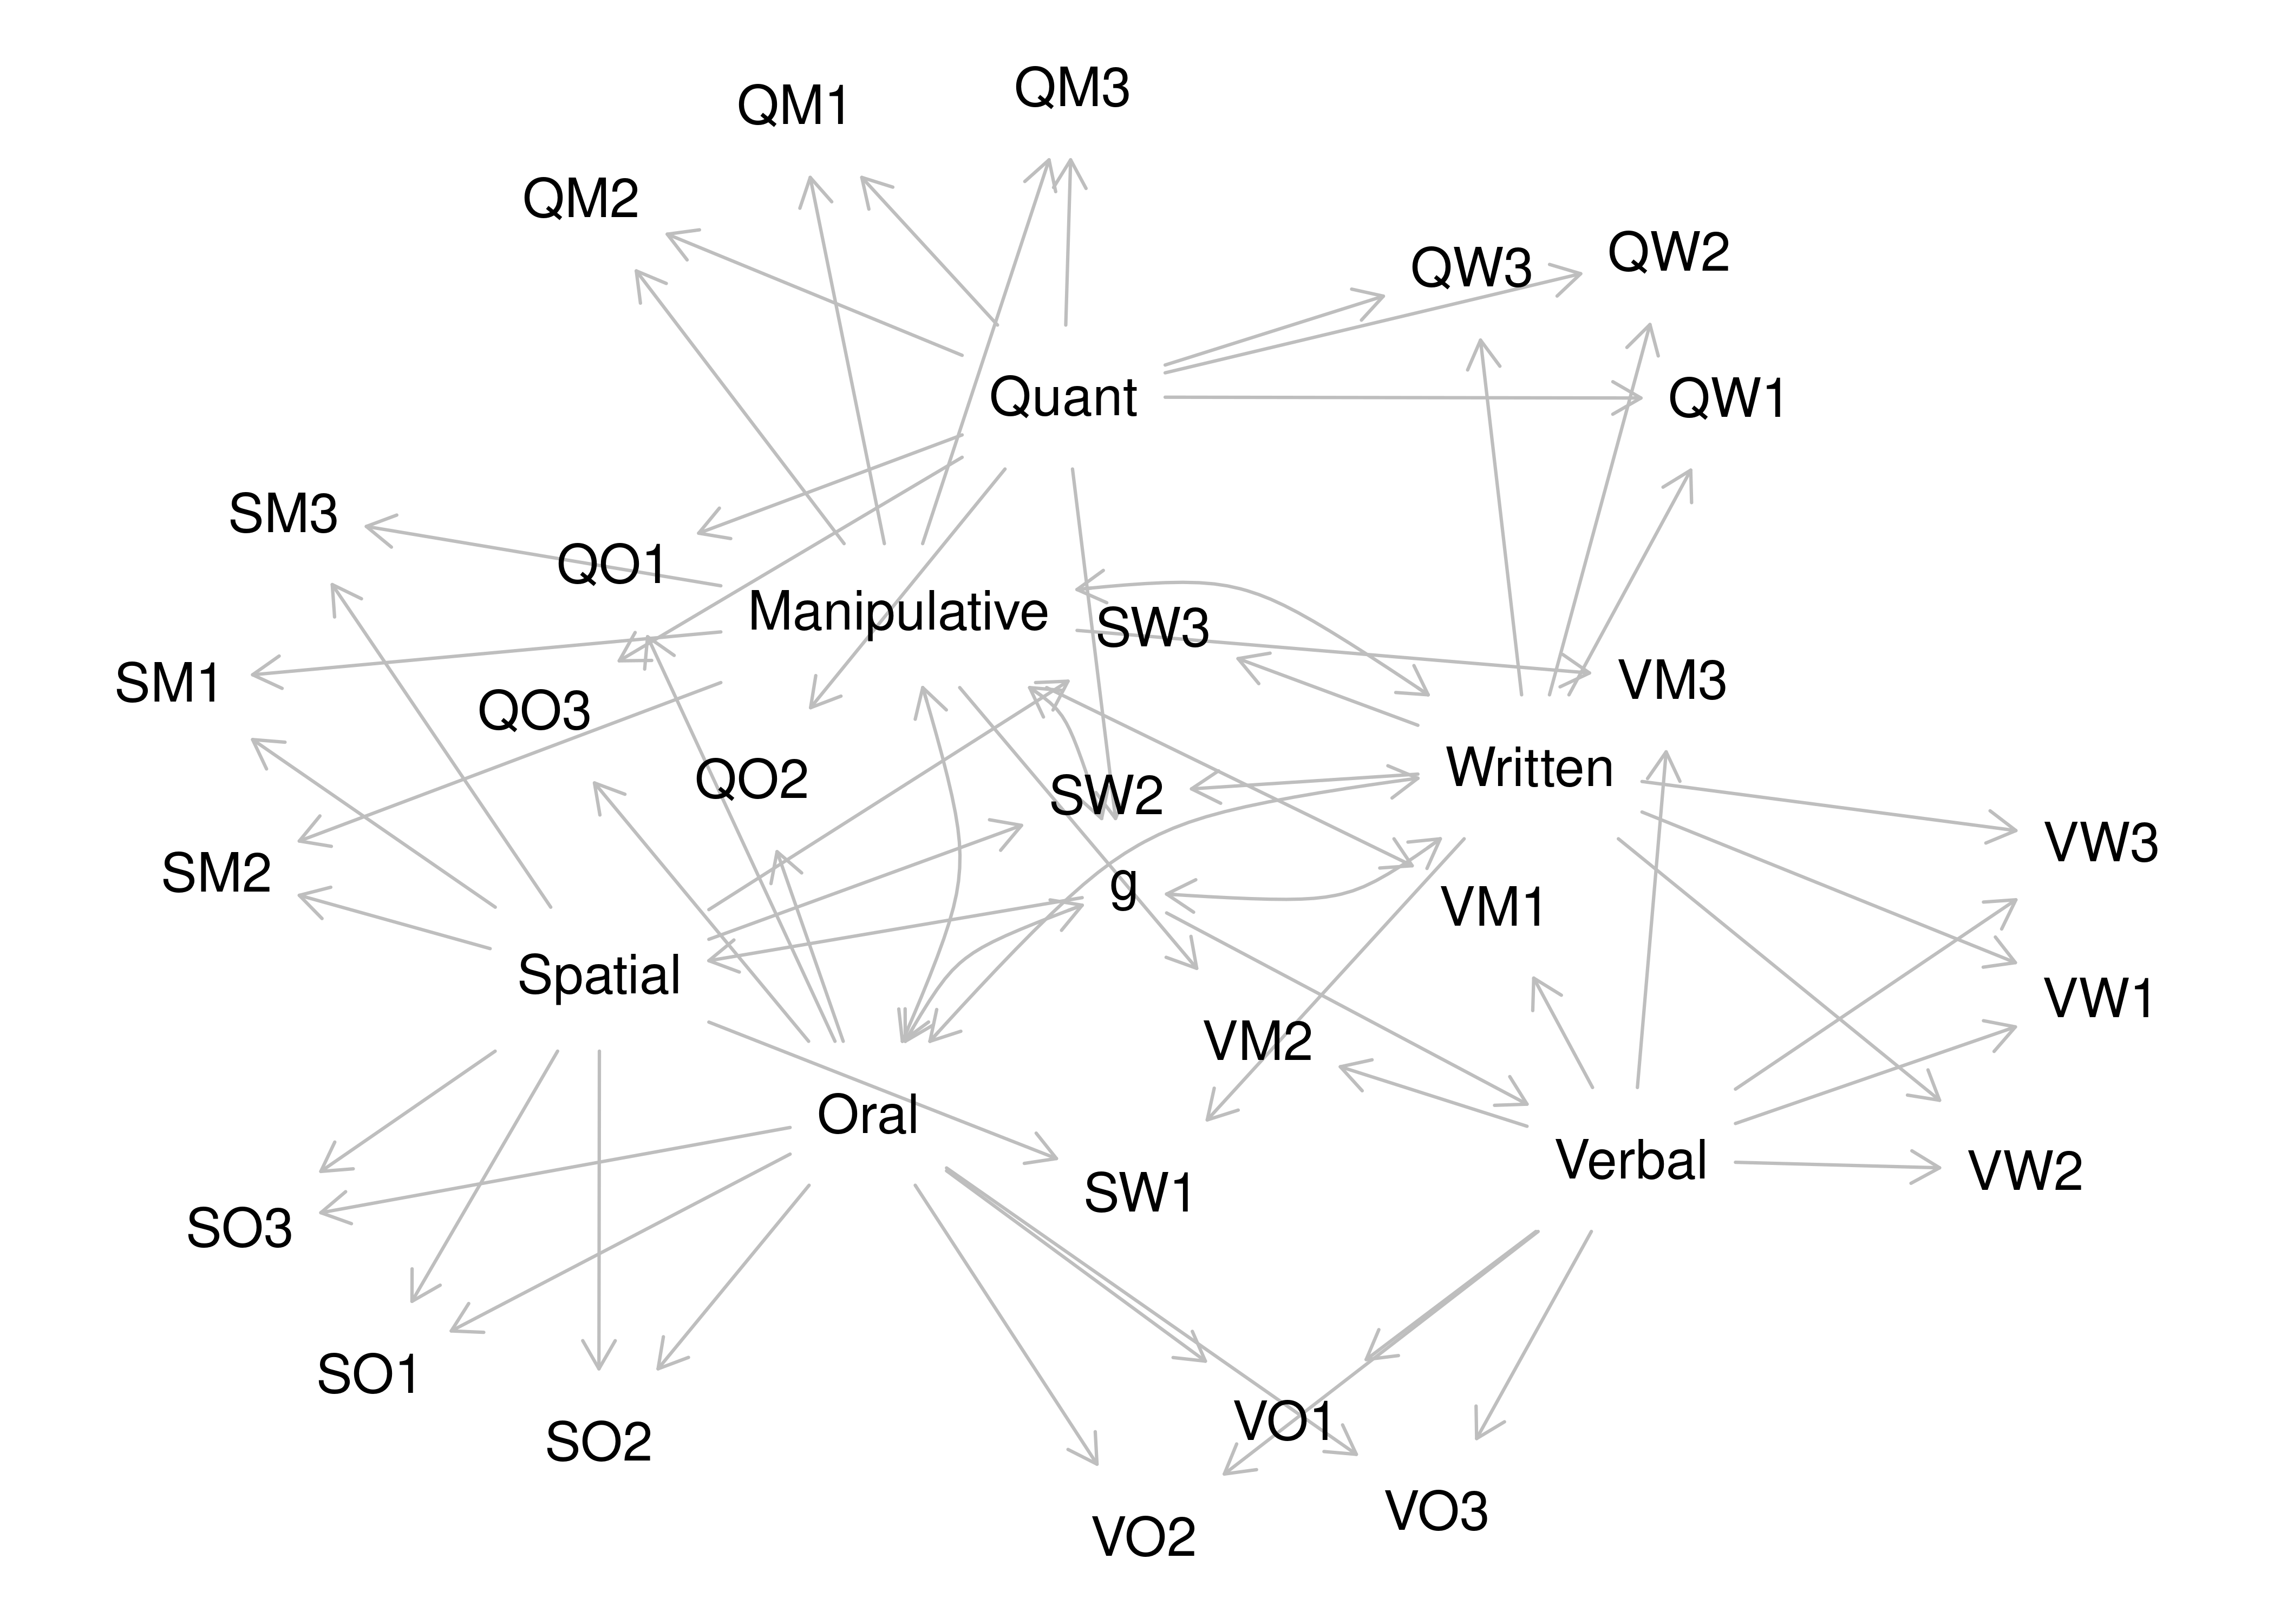 QM3
QM1
QM2
QW2
QW3
Quant
QW1
SM3
QO1
Manipulative
SW3
SM1
VM3
QO3
Written
QO2
SW2
VW3
SM2
g
VM1
Spatial
VW1
VM2
Oral
Verbal
VW2
SW1
SO3
SO1
VO1
SO2
VO3
VO2